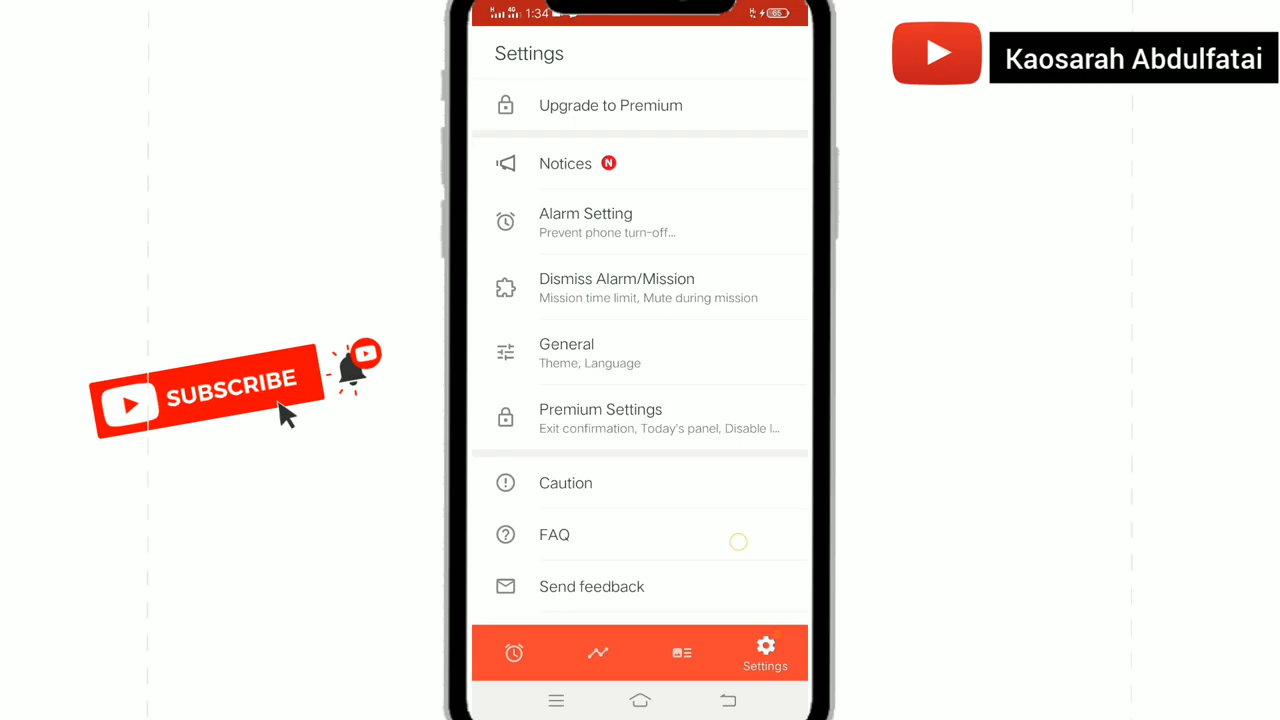 1:34
65
Kaosarah Abdulfatai
Settings
Upgrade to Premium
Notices N
Alarm Setting
Prevent phone turn-off...
Dismiss Alarm/Mission
Mission time limit, Mute during mission
General
Theme, Language
SUBSCRIBE
Premium Settings
Exit confirmation, Today's panel, Disable l...
Caution
FAQ
Send feedback
Settings